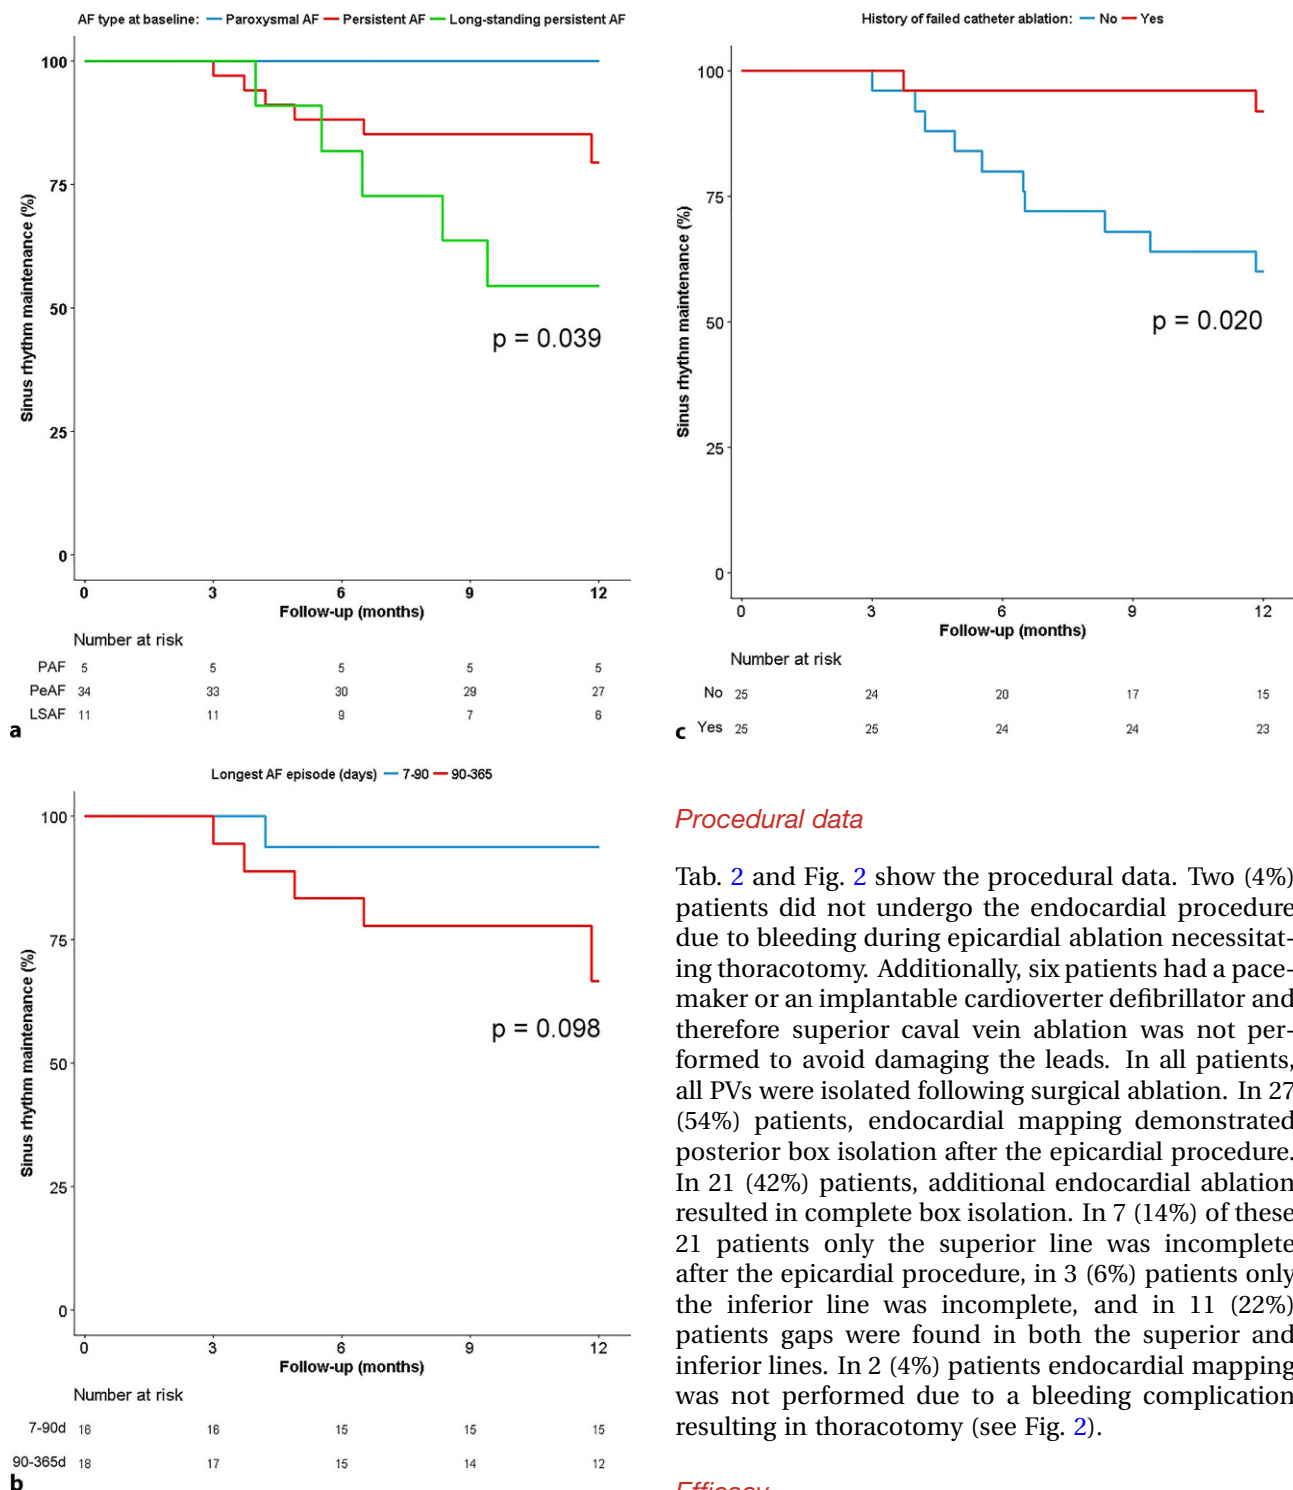 AF type at baseline: Paroxysmal AF Persistent AF Long-standing persistent AF
100
75
50
25
0
Sinus rhythm maintenance (%)
p = 0.039
0 3 6 9 12
Follow-up (months)
Number at risk
PAF 5 5 5 5 5
PeAF 34 33 30 29 27
LSAF 11 11 9 7 6
a
Longest AF episode (days) 7-90 90-365
100
75
50
25
0
Sinus rhythm maintenance (%)
p = 0.098
0 3 6 9 12
Follow-up (months)
Number at risk
7-90d 16 16 15 15 15
90-365d 18 17 15 14 12
b
History of failed catheter ablation: No Yes
100
75
50
25
0
Sinus rhythm maintenance (%)
p = 0.020
0 3 6 9 12
Follow-up (months)
Number at risk
No 25 24 20 17 15
Yes 25 25 24 24 23
c
Procedural data
Tab. 2 and Fig. 2 show the procedural data. Two (4%)
patients did not undergo the endocardial procedure
due to bleeding during epicardial ablation necessitat-
ing thoracotomy. Additionally, six patients had a pace-
maker or an implantable cardioverter defibrillator and
therefore superior caval vein ablation was not per-
formed to avoid damaging the leads. In all patients,
all PVs were isolated following surgical ablation. In 27
(54%) patients, endocardial mapping demonstrated
posterior box isolation after the epicardial procedure.
In 21 (42%) patients, additional endocardial ablation
resulted in complete box isolation. In 7 (14%) of these
21 patients only the superior line was incomplete
after the epicardial procedure, in 3 (6%) patients only
the inferior line was incomplete, and in 11 (22%)
patients gaps were found in both the superior and
inferior lines. In 2 (4%) patients endocardial mapping
was not performed due to a bleeding complication
resulting in thoracotomy (see Fig. 2).
Efficacy